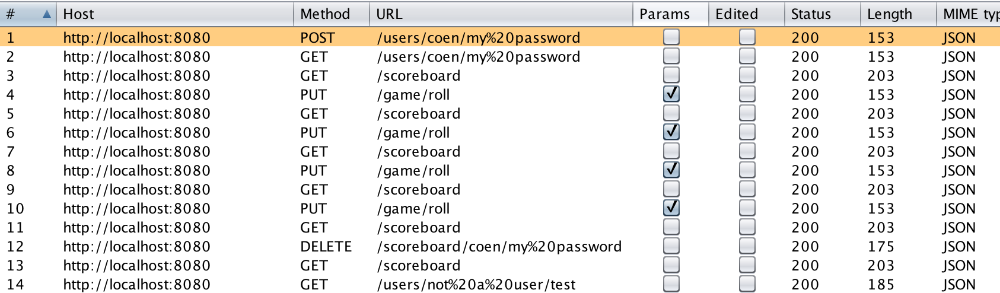 # Host Method URL Params Edited Status Length MIME typ
1 http://localhost:8080 POST /users/coen/my%20password 200 153 JSON
2 http://localhost:8080 GET /users/coen/my%20password 200 153 JSON
3 http://localhost:8080 GET /scoreboard 200 203 JSON
4 http://localhost:8080 PUT /game/roll 200 153 JSON
5 http://localhost:8080 GET /scoreboard 200 203 JSON
6 http://localhost:8080 PUT /game/roll 200 153 JSON
7 http://localhost:8080 GET /scoreboard 200 203 JSON
8 http://localhost:8080 PUT /game/roll 200 153 JSON
9 http://localhost:8080 GET /scoreboard 200 203 JSON
10 http://localhost:8080 PUT /game/roll 200 153 JSON
11 http://localhost:8080 GET /scoreboard 200 203 JSON
12 http://localhost:8080 DELETE /scoreboard/coen/my%20password 200 175 JSON
13 http://localhost:8080 GET /scoreboard 200 203 JSON
14 http://localhost:8080 GET /users/not%20a%20user/test 200 185 JSON